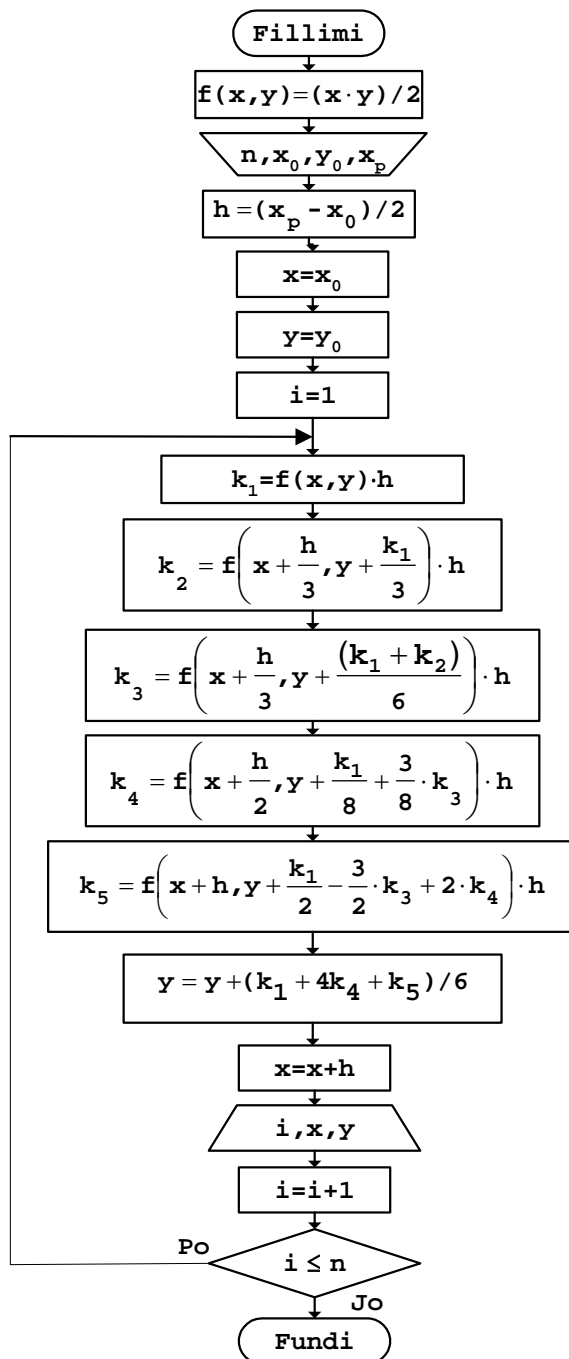 Fillimi
f(x,y)=(x·y)/2
n,x₀,y₀,xₚ
h=(xₚ-x₀)/2
x=x₀
y=y₀
i=1
k₁=f(x,y)·h
k₂ = f(x + h/3, y + k₁/3)·h
k₃ = f(x + h/3, y + (k₁ + k₂)/6)·h
k₄ = f(x + h/2, y + k₁/8 + 3/8·k₃)·h
k₅ = f(x + h, y + k₁/2 − 3/2·k₃ + 2·k₄)·h
y = y +(k₁ + 4k₄ + k₅)/6
x=x+h
i,x,y
i=i+1
Po
i ≤ n
Jo
Fundi